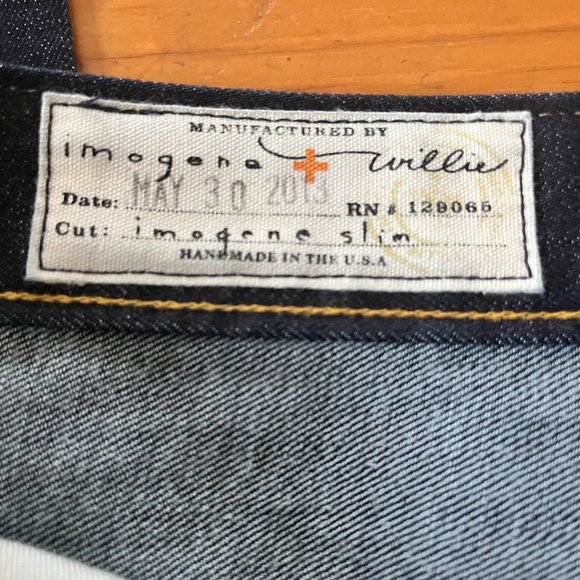 MANUFACTURED BY
imogene + willie
Date: MAY 30 2013 RN # 129065
Cut: imogene slim
HANDMADE IN THE U.S.A